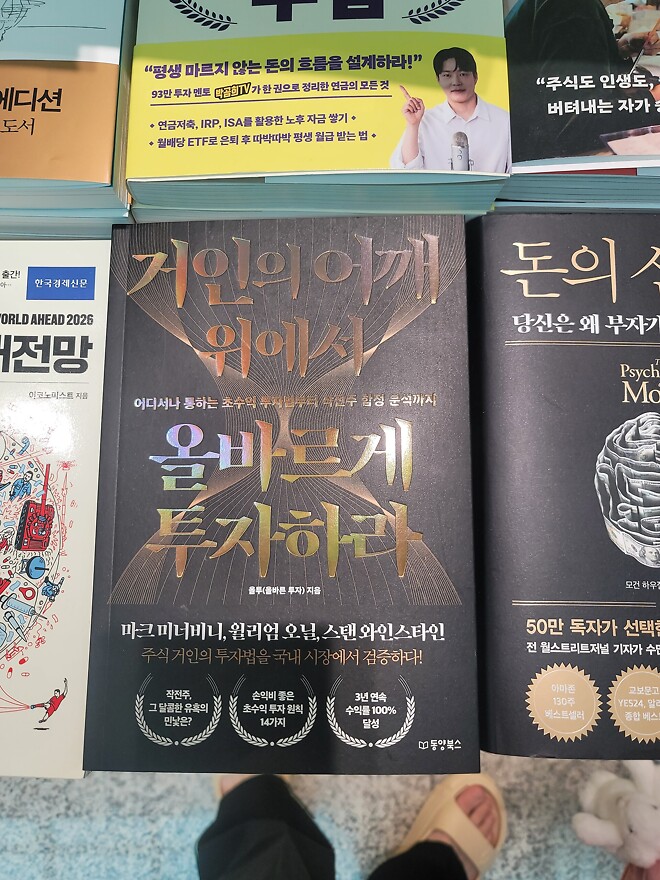 에디션
도서
“평생 마르지 않는 돈의 흐름을 설계하라!”
93만 투자 멘토 박곰희TV가 한 권으로 정리한 연금의 모든 것
• 연금저축, IRP, ISA를 활용한 노후 자금 쌓기 •
• 월배당 ETF로 은퇴 후 따박따박 평생 월급 받는 법 •
“주식도 인생도,
버텨내는 자가
출간!
한국경제신문
WORLD AHEAD 2026
전망
이코노미스트 지음
거인의 어깨
위에서
어디서나 통하는 초수익 투자법부터 작전주 함정 분석까지
올바르게
투자하라
올투(올바른 투자) 지음
마크 미너비니, 윌리엄 오닐, 스탠 와인스타인
주식 거인의 투자법을 국내 시장에서 검증하다!
작전주,
그 달콤한 유혹의
민낯은?
손익비 좋은
초수익 투자 원칙
14가지
3년 연속
수익률 100%
달성
동양북스
돈의
당신은 왜 부자가
Psych
Mo
모건 하우
50만 독자가 선택한
전 월스트리트저널 기자가
아마존
130주
베스트셀러
교보문고
YES24, 알라
종합 베스